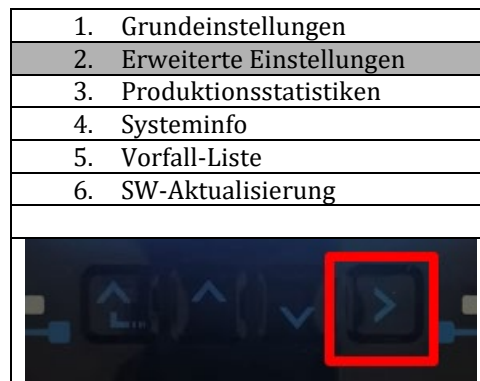 1. Grundeinstellungen
2. Erweiterte Einstellungen
3. Produktionsstatistiken
4. Systeminfo
5. Vorfall-Liste
6. SW-Aktualisierung